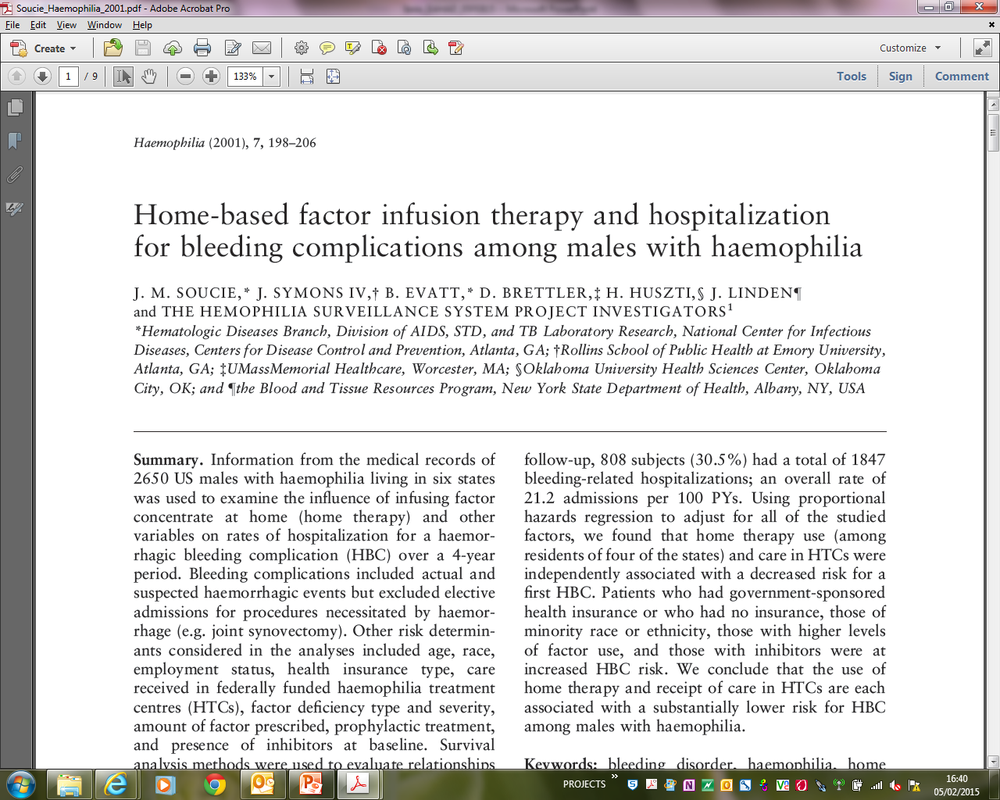 Soucie_Haemophilia_2001.pdf - Adobe Acrobat Pro
File Edit View Window Help
Create Customize
1 / 9 133% Tools Sign Comment
Haemophilia (2001), 7, 198–206
Home-based factor infusion therapy and hospitalization
for bleeding complications among males with haemophilia
J. M. SOUCIE,* J. SYMONS IV,† B. EVATT,* D. BRETTLER,‡ H. HUSZTI,§ J. LINDEN¶
and THE HEMOPHILIA SURVEILLANCE SYSTEM PROJECT INVESTIGATORS1
*Hematologic Diseases Branch, Division of AIDS, STD, and TB Laboratory Research, National Center for Infectious
Diseases, Centers for Disease Control and Prevention, Atlanta, GA; †Rollins School of Public Health at Emory University,
Atlanta, GA; ‡UMassMemorial Healthcare, Worcester, MA; §Oklahoma University Health Sciences Center, Oklahoma
City, OK; and ¶the Blood and Tissue Resources Program, New York State Department of Health, Albany, NY, USA
Summary. Information from the medical records of
2650 US males with haemophilia living in six states
was used to examine the influence of infusing factor
concentrate at home (home therapy) and other
variables on rates of hospitalization for a haemor-
rhagic bleeding complication (HBC) over a 4-year
period. Bleeding complications included actual and
suspected haemorrhagic events but excluded elective
admissions for procedures necessitated by haemor-
rhage (e.g. joint synovectomy). Other risk determin-
ants considered in the analyses included age, race,
employment status, health insurance type, care
received in federally funded haemophilia treatment
centres (HTCs), factor deficiency type and severity,
amount of factor prescribed, prophylactic treatment,
and presence of inhibitors at baseline. Survival
analysis methods were used to evaluate relationships
follow-up, 808 subjects (30.5%) had a total of 1847
bleeding-related hospitalizations; an overall rate of
21.2 admissions per 100 PYs. Using proportional
hazards regression to adjust for all of the studied
factors, we found that home therapy use (among
residents of four of the states) and care in HTCs were
independently associated with a decreased risk for a
first HBC. Patients who had government-sponsored
health insurance or who had no insurance, those of
minority race or ethnicity, those with higher levels
of factor use, and those with inhibitors were at
increased HBC risk. We conclude that the use of
home therapy and receipt of care in HTCs are each
associated with a substantially lower risk for HBC
among males with haemophilia.
Keywords: bleeding disorder, haemophilia, home
PROJECTS
16:40
05/02/2015